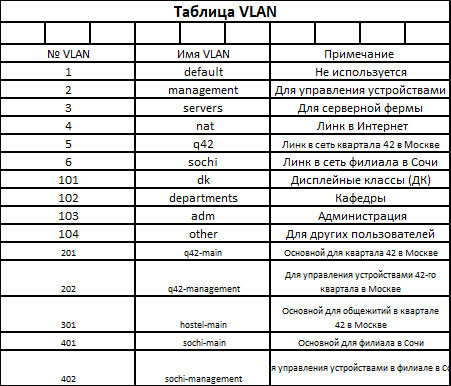 Таблица VLAN
№ VLAN Имя VLAN Примечание
1 default Не используется
2 management Для управления устройствами
3 servers Для серверной фермы
4 nat Линк в Интернет
5 q42 Линк в сеть квартала 42 в Москве
6 sochi Линк в сеть филиала в Сочи
101 dk Дисплейные классы (ДК)
102 departments Кафедры
103 adm Администрация
104 other Для других пользователей
201 q42-main Основной для квартала 42 в Москве
202 q42-management Для управления устройствами 42-го
квартала в Москве
301 hostel-main Основной для общежитий в квартале
42 в Москве
401 sochi-main Основной для филиала в Сочи
402 sochi-management я управления устройствами в филиале в Со